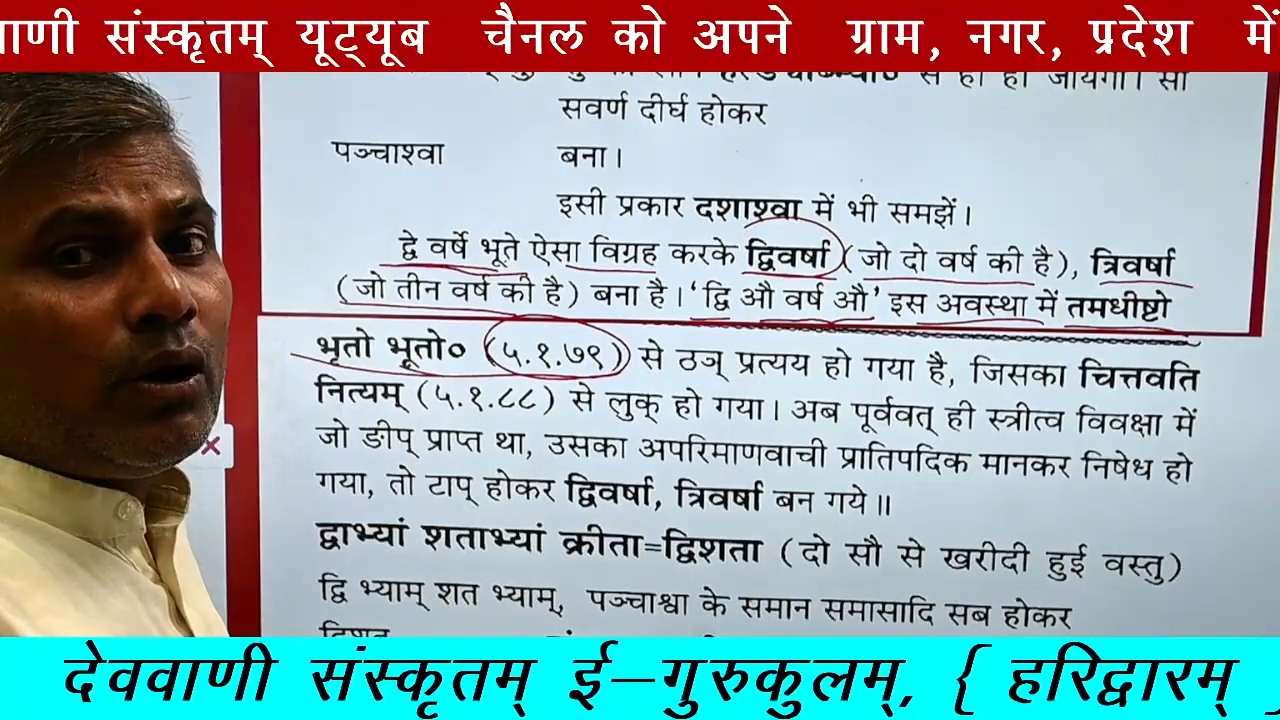 संस्कृतम् यूट्यूब चैनल को अपने ग्राम, नगर, प्रदेश में
से ही हो जायेगा। सो
सवर्ण दीर्घ होकर
पञ्चाश्वा बना।
इसी प्रकार दशाश्वा में भी समझें।
द्वे वर्षे भूते ऐसा विग्रह करके द्विवर्षा (जो दो वर्ष की है), त्रिवर्षा
(जो तीन वर्ष की है) बना है। 'द्वि औ वर्ष औ' इस अवस्था में तमधीष्टो
भृतो भूतो० (५.१.७९) से ठञ् प्रत्यय हो गया है, जिसका चित्तवति
नित्यम् (५.१.८८) से लुक् हो गया। अब पूर्ववत् ही स्त्रीत्व विवक्षा में
जो ङीप् प्राप्त था, उसका अपरिमाणवाची प्रातिपदिक मानकर निषेध हो
गया, तो टाप् होकर द्विवर्षा, त्रिवर्षा बन गये॥
द्वाभ्यां शताभ्यां क्रीता=द्विशता (दो सौ से खरीदी हुई वस्तु)
द्वि भ्याम् शत भ्याम्, पञ्चाश्वा के समान समासादि सब होकर
देववाणी संस्कृतम् ई–गुरुकुलम्, { हरिद्वारम् }